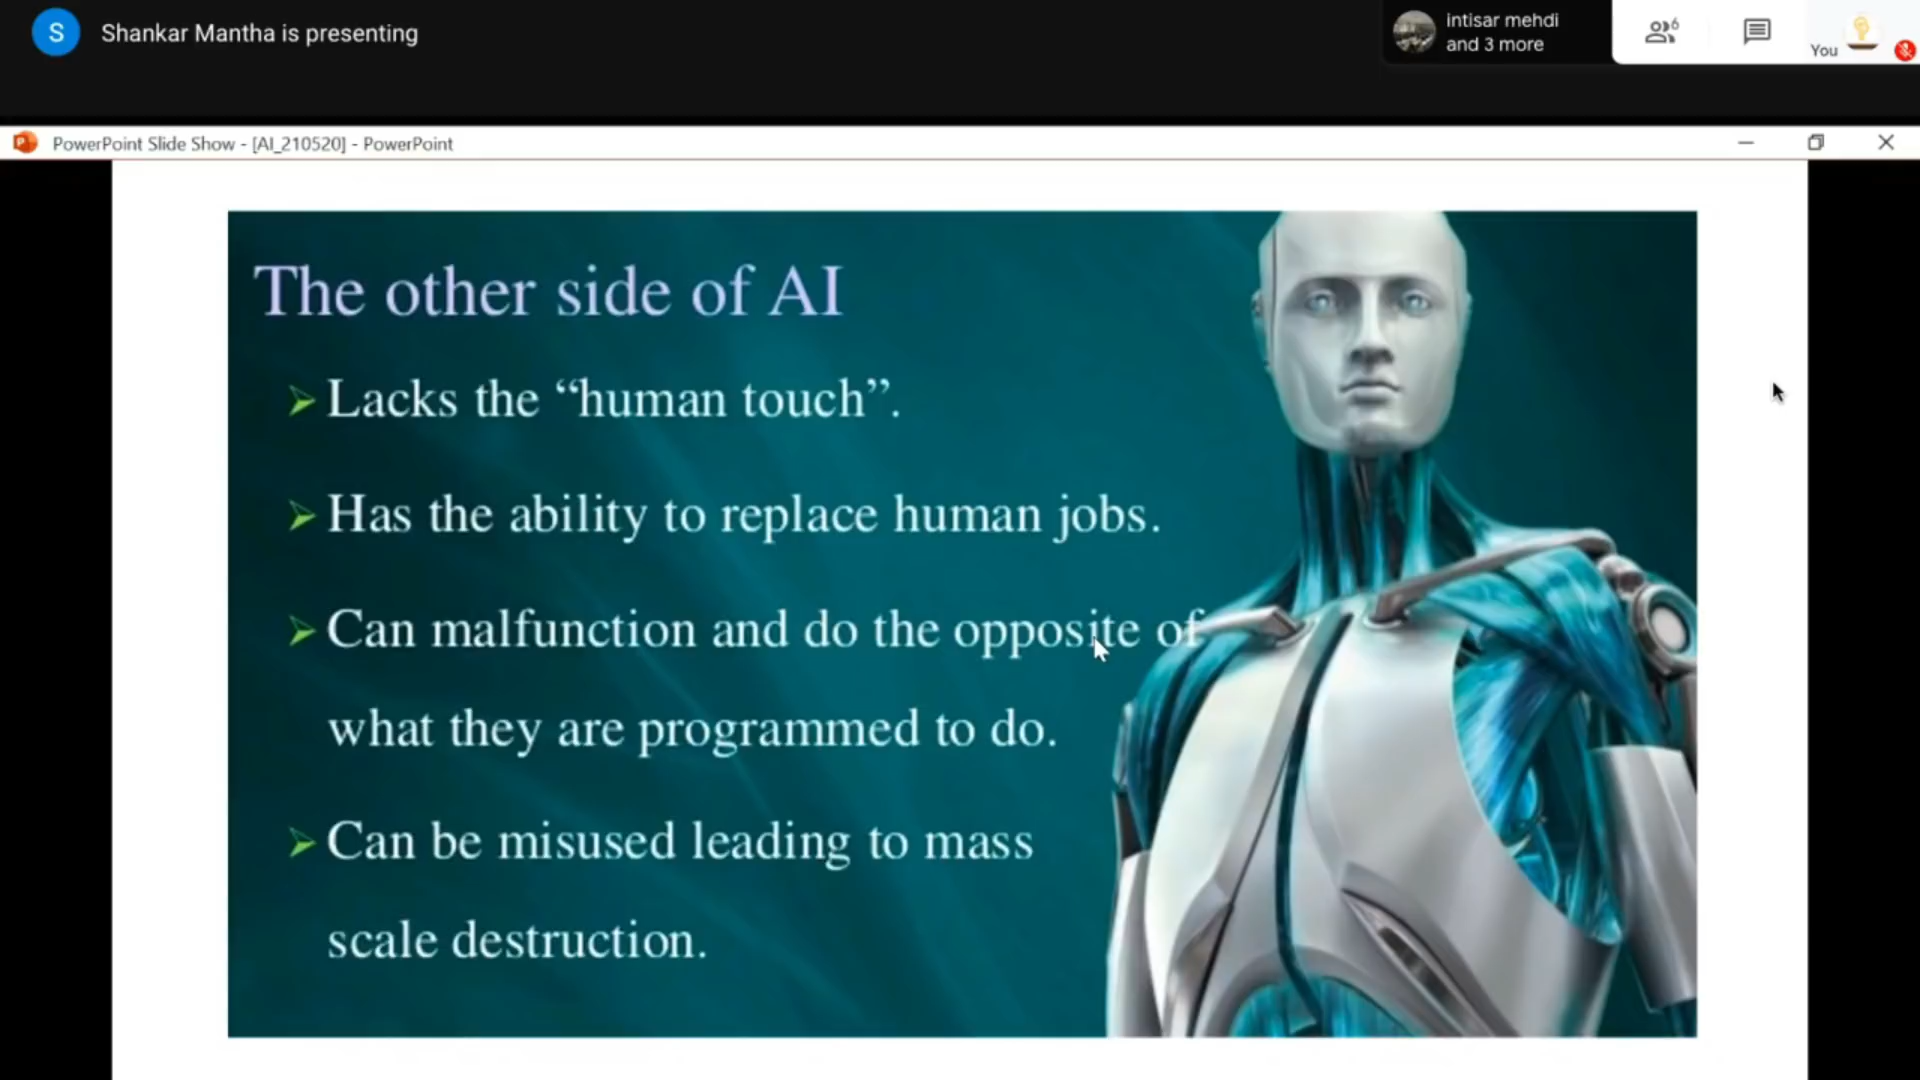 S
Shankar Mantha is presenting
intisar mehdi
and 3 more
6
You
PowerPoint Slide Show - [AI_210520] - PowerPoint
The other side of AI
Lacks the “human touch”.
Has the ability to replace human jobs.
Can malfunction and do the opposite of
what they are programmed to do.
Can be misused leading to mass
scale destruction.